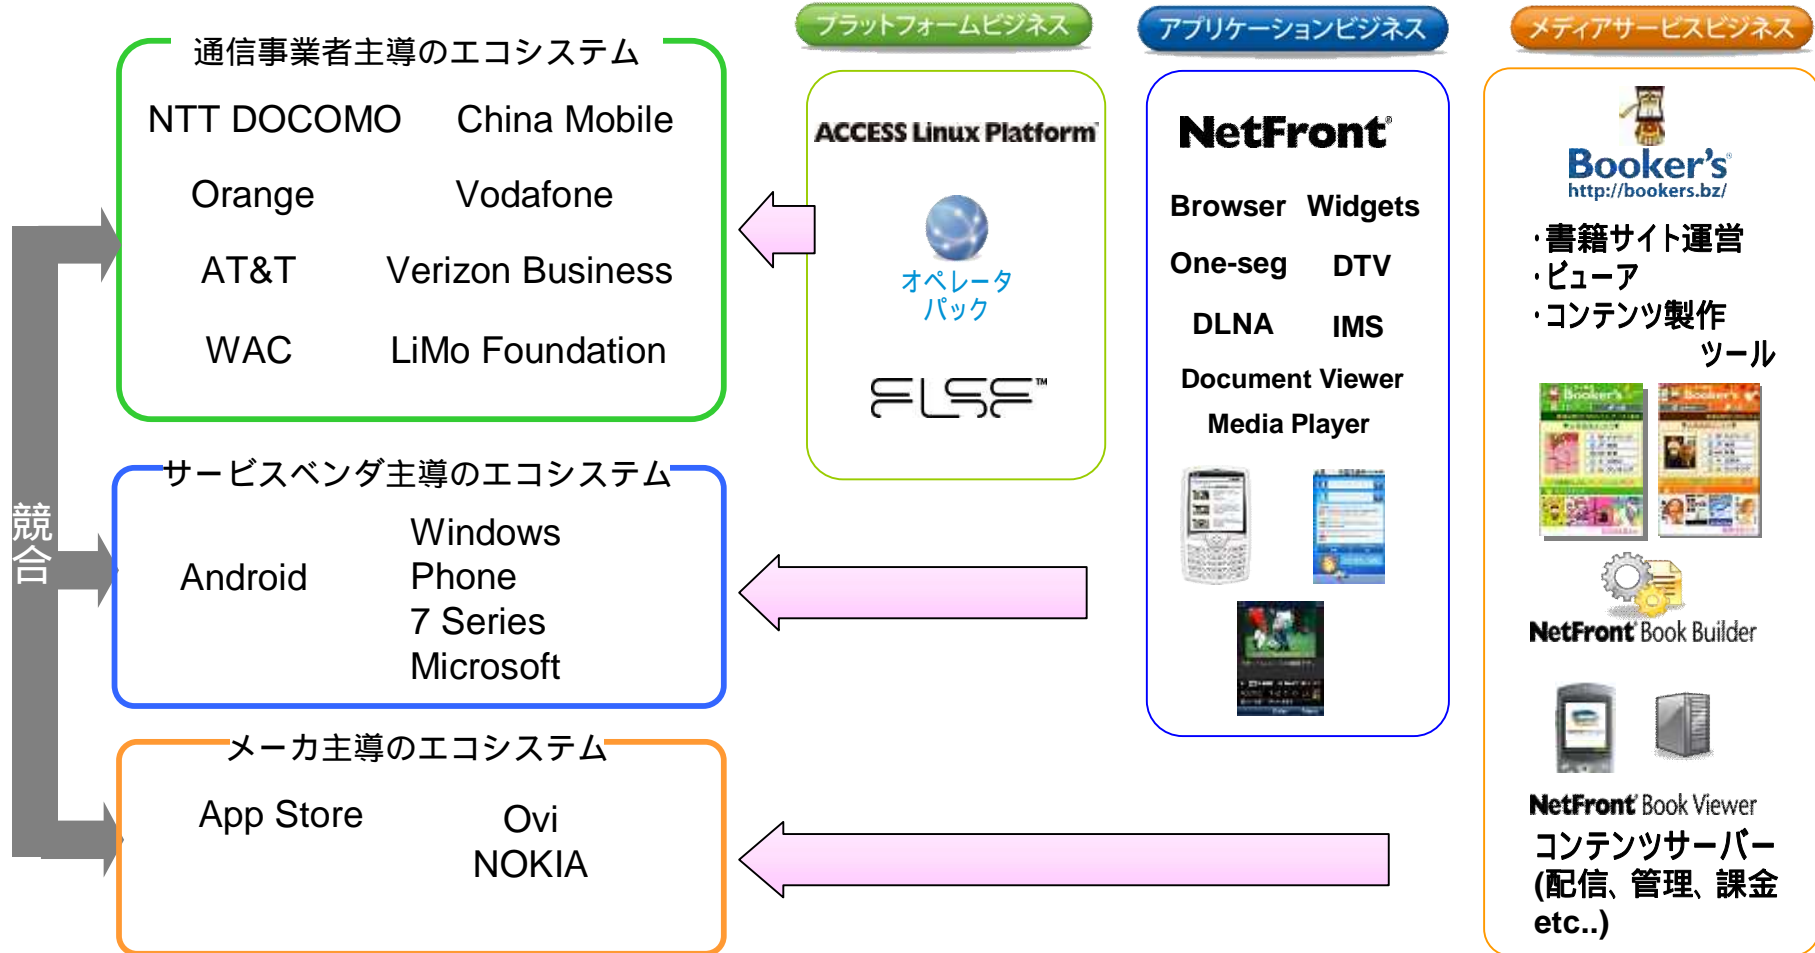 プラットフォームビジネス
アプリケーションビジネス
メディアサービスビジネス
競合
通信事業者主導のエコシステム
NTT DOCOMO China Mobile
Orange Vodafone
AT&T Verizon Business
WAC LiMo Foundation
サービスベンダ主導のエコシステム
Android
Windows
Phone
7 Series
Microsoft
メーカ主導のエコシステム
App Store
Ovi
NOKIA
ACCESS Linux Platform™
オペレータ
パック
ELSE™
NetFront®
Browser Widgets
One-seg DTV
DLNA IMS
Document Viewer
Media Player
Booker's®
http://bookers.bz/
・書籍サイト運営
・ビューア
・コンテンツ製作
ツール
Booker's
Booker's
NetFront® Book Builder
NetFront® Book Viewer
コンテンツサーバー
(配信、管理、課金
etc..)